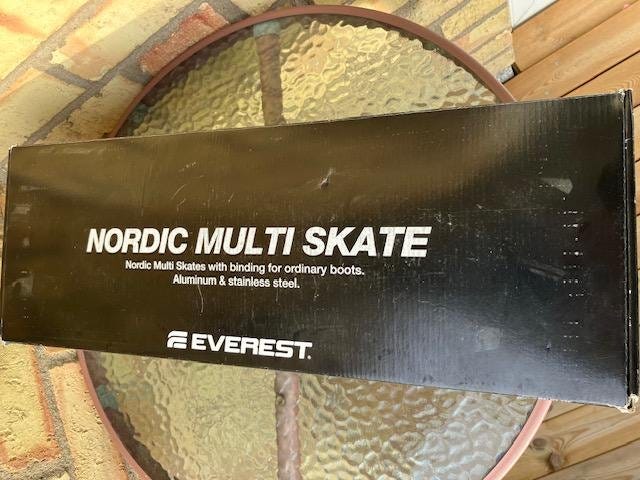 NORDIC MULTI SKATE
Nordic Multi Skates with binding for ordinary boots.
Aluminum & stainless steel.
EVEREST.